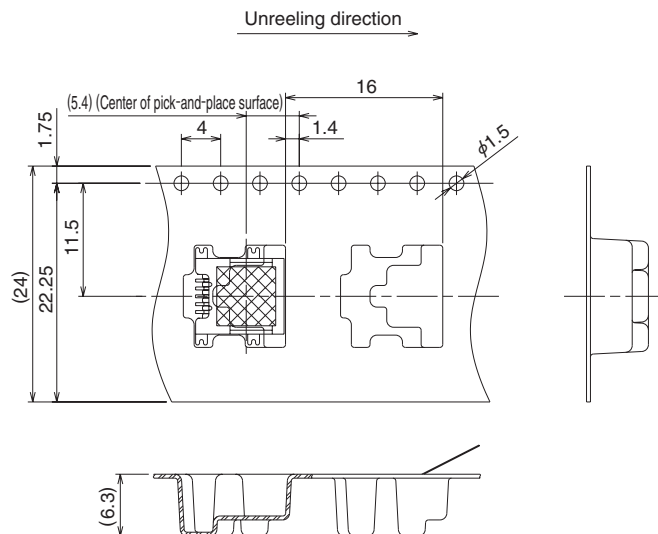 Unreeling direction
(5.4) (Center of pick-and-place surface)
16
1.75
4
1.4
φ1.5
11.5
(24)
22.25
(6.3)